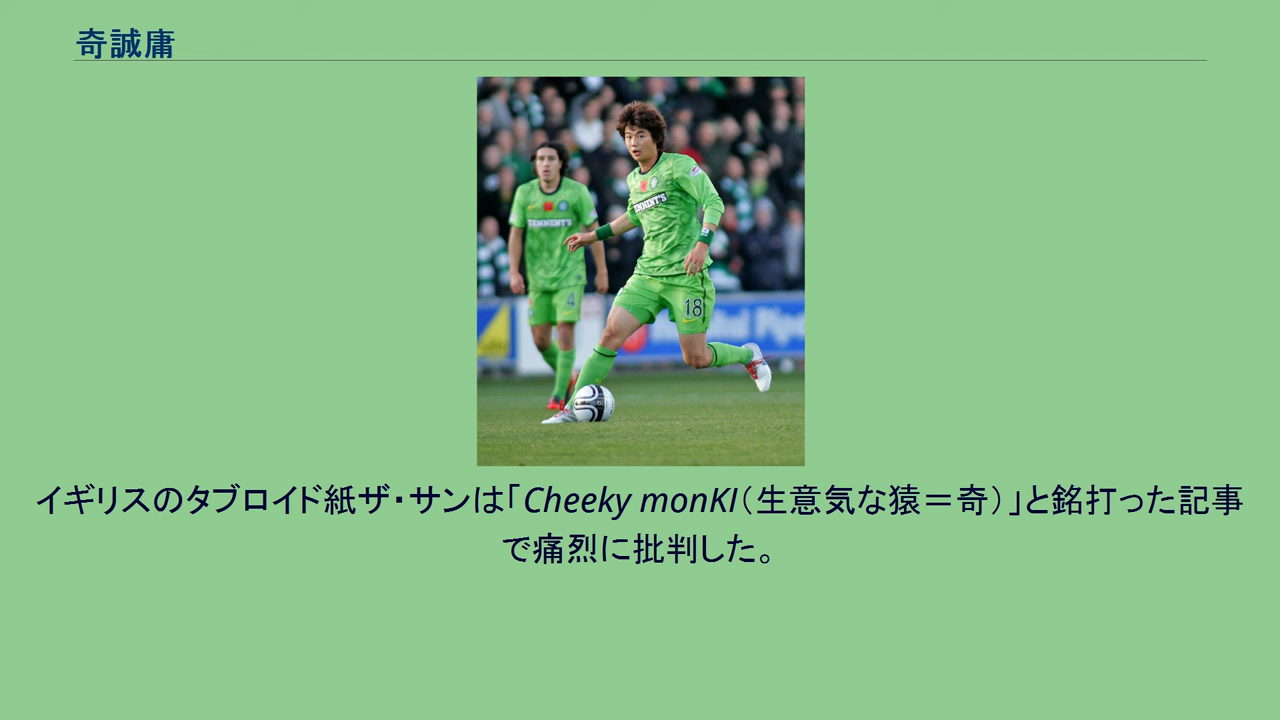 奇誠庸
TENNENT'S
TENNENT'S
4
18
イギリスのタブロイド紙ザ・サンは「Cheeky monKI（生意気な猿＝奇）」と銘打った記事
で痛烈に批判した。